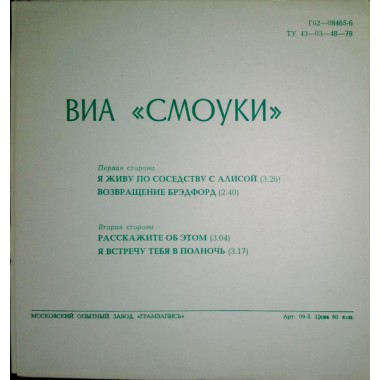 Г62—08465-6
ТУ 43—03—48—78
ВИА «СМОУКИ»
Первая сторона
Я ЖИВУ ПО СОСЕДСТВУ С АЛИСОЙ (3.26)
ВОЗВРАЩЕНИЕ БРЭДФОРД (2.40)
Вторая сторона
РАССКАЖИТЕ ОБ ЭТОМ (3.04)
Я ВСТРЕЧУ ТЕБЯ В ПОЛНОЧЬ (3.17)
МОСКОВСКИЙ ОПЫТНЫЙ ЗАВОД «ГРАМЗАПИСЬ»
Арт. 09-3. Цена 60 коп.